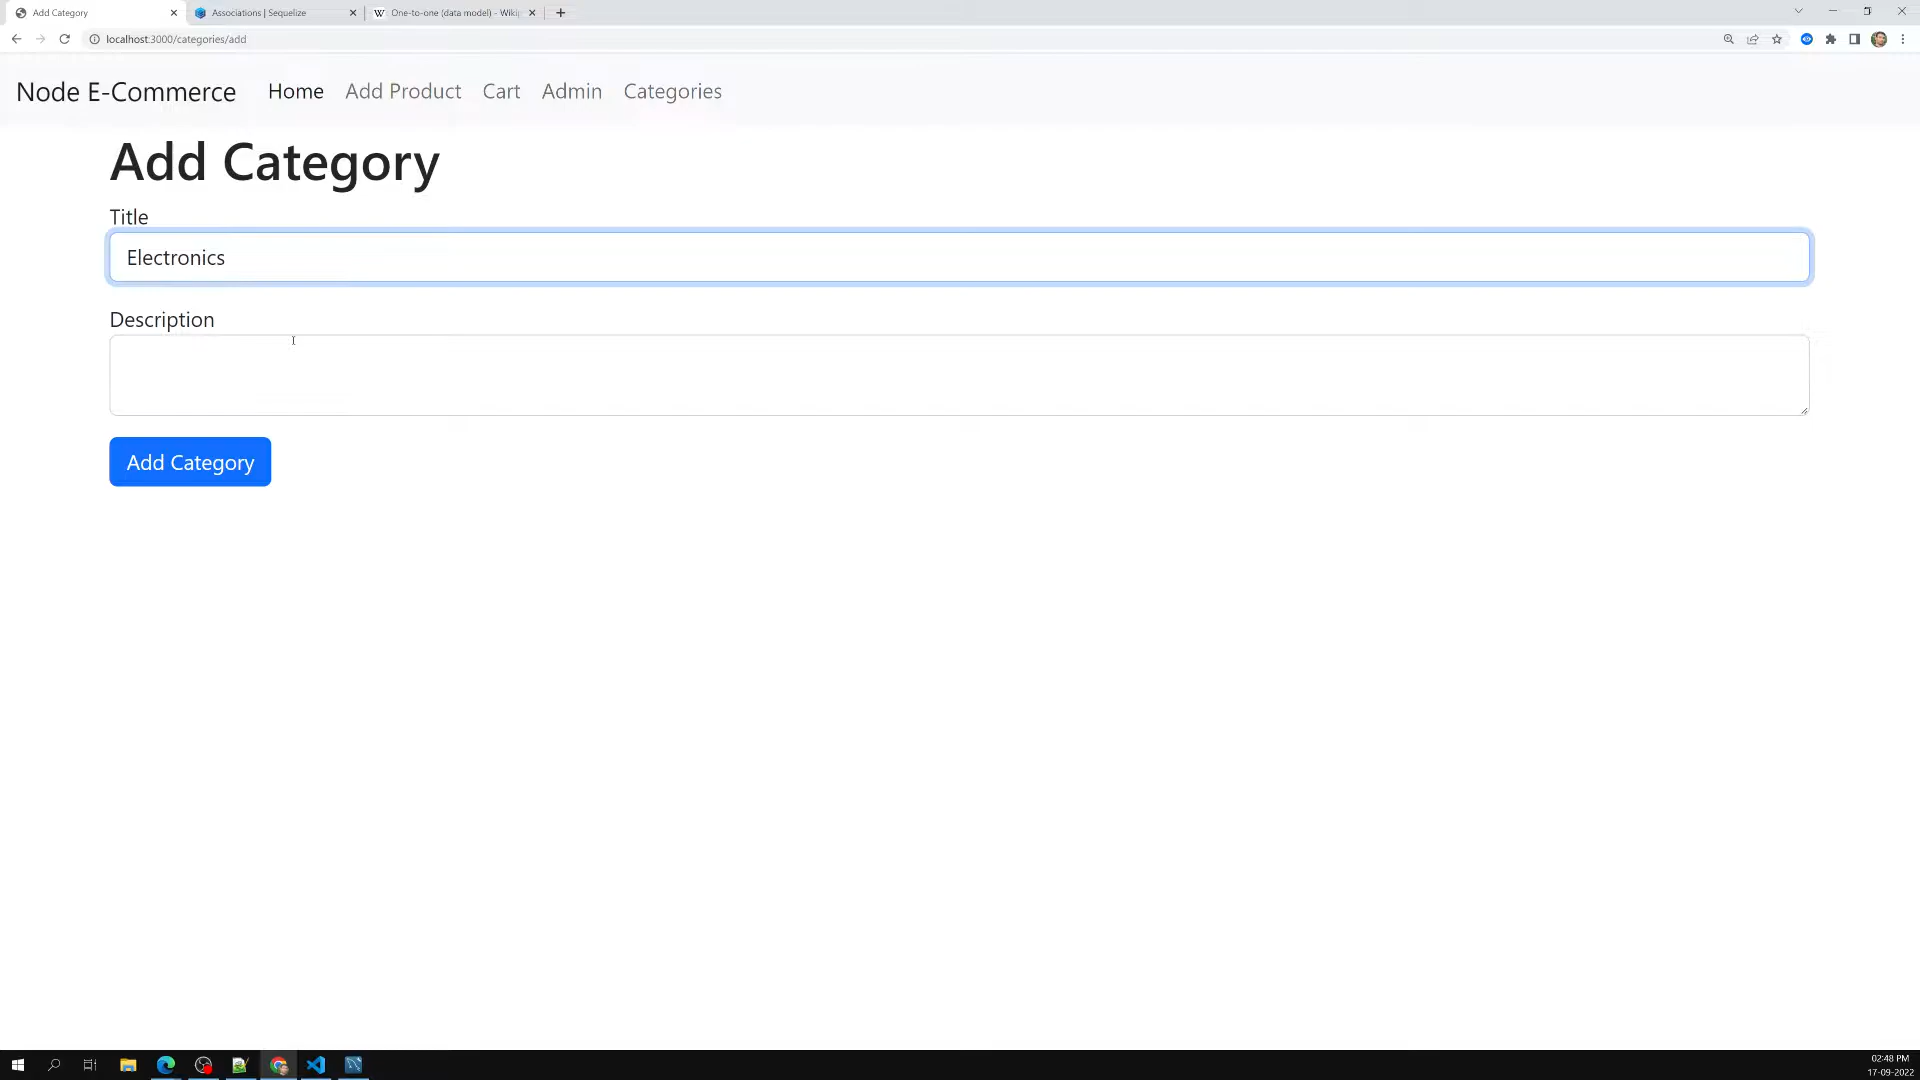 Add Category
Associations | Sequelize
One-to-one (data model) - Wiki
localhost:3000/categories/add
Node E-Commerce
Home
Add Product
Cart
Admin
Categories
Add Category
Title
Electronics
Description
Add Category
02:48 PM
17-09-2022